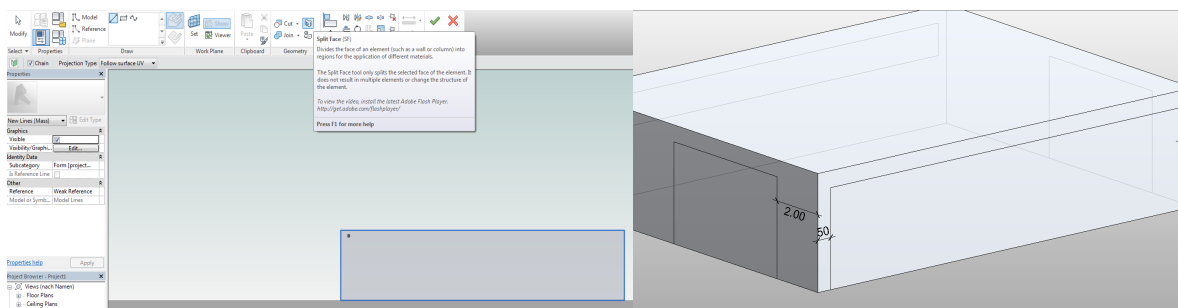 Modify
Model
Reference
Plane
Set
Show
Viewer
Paste
Cut
Join
Select
Properties
Draw
Work Plane
Clipboard
Geometry
Chain
Projection Type:
Follow surface UV
Split Face (SF)
Divides the face of an element (such as a wall or column) into
regions for the application of different materials.
The Split Face tool only splits the selected face of the element. It
does not result in multiple elements or change the structure of
the element.
To view the video, install the latest Adobe Flash Player.
http://get.adobe.com/flashplayer/
Press F1 for more help
Properties
New Lines (Mass)
Edit Type
Graphics
Visible
Visibility/Graphi... Edit...
Identity Data
Subcategory Form [project...
Is Reference Line
Other
Reference Weak Reference
Model or Symb... Model Lines
Properties help
Apply
Project Browser - Project1
Views (nach Namen)
Floor Plans
Ceiling Plans
2.00
50